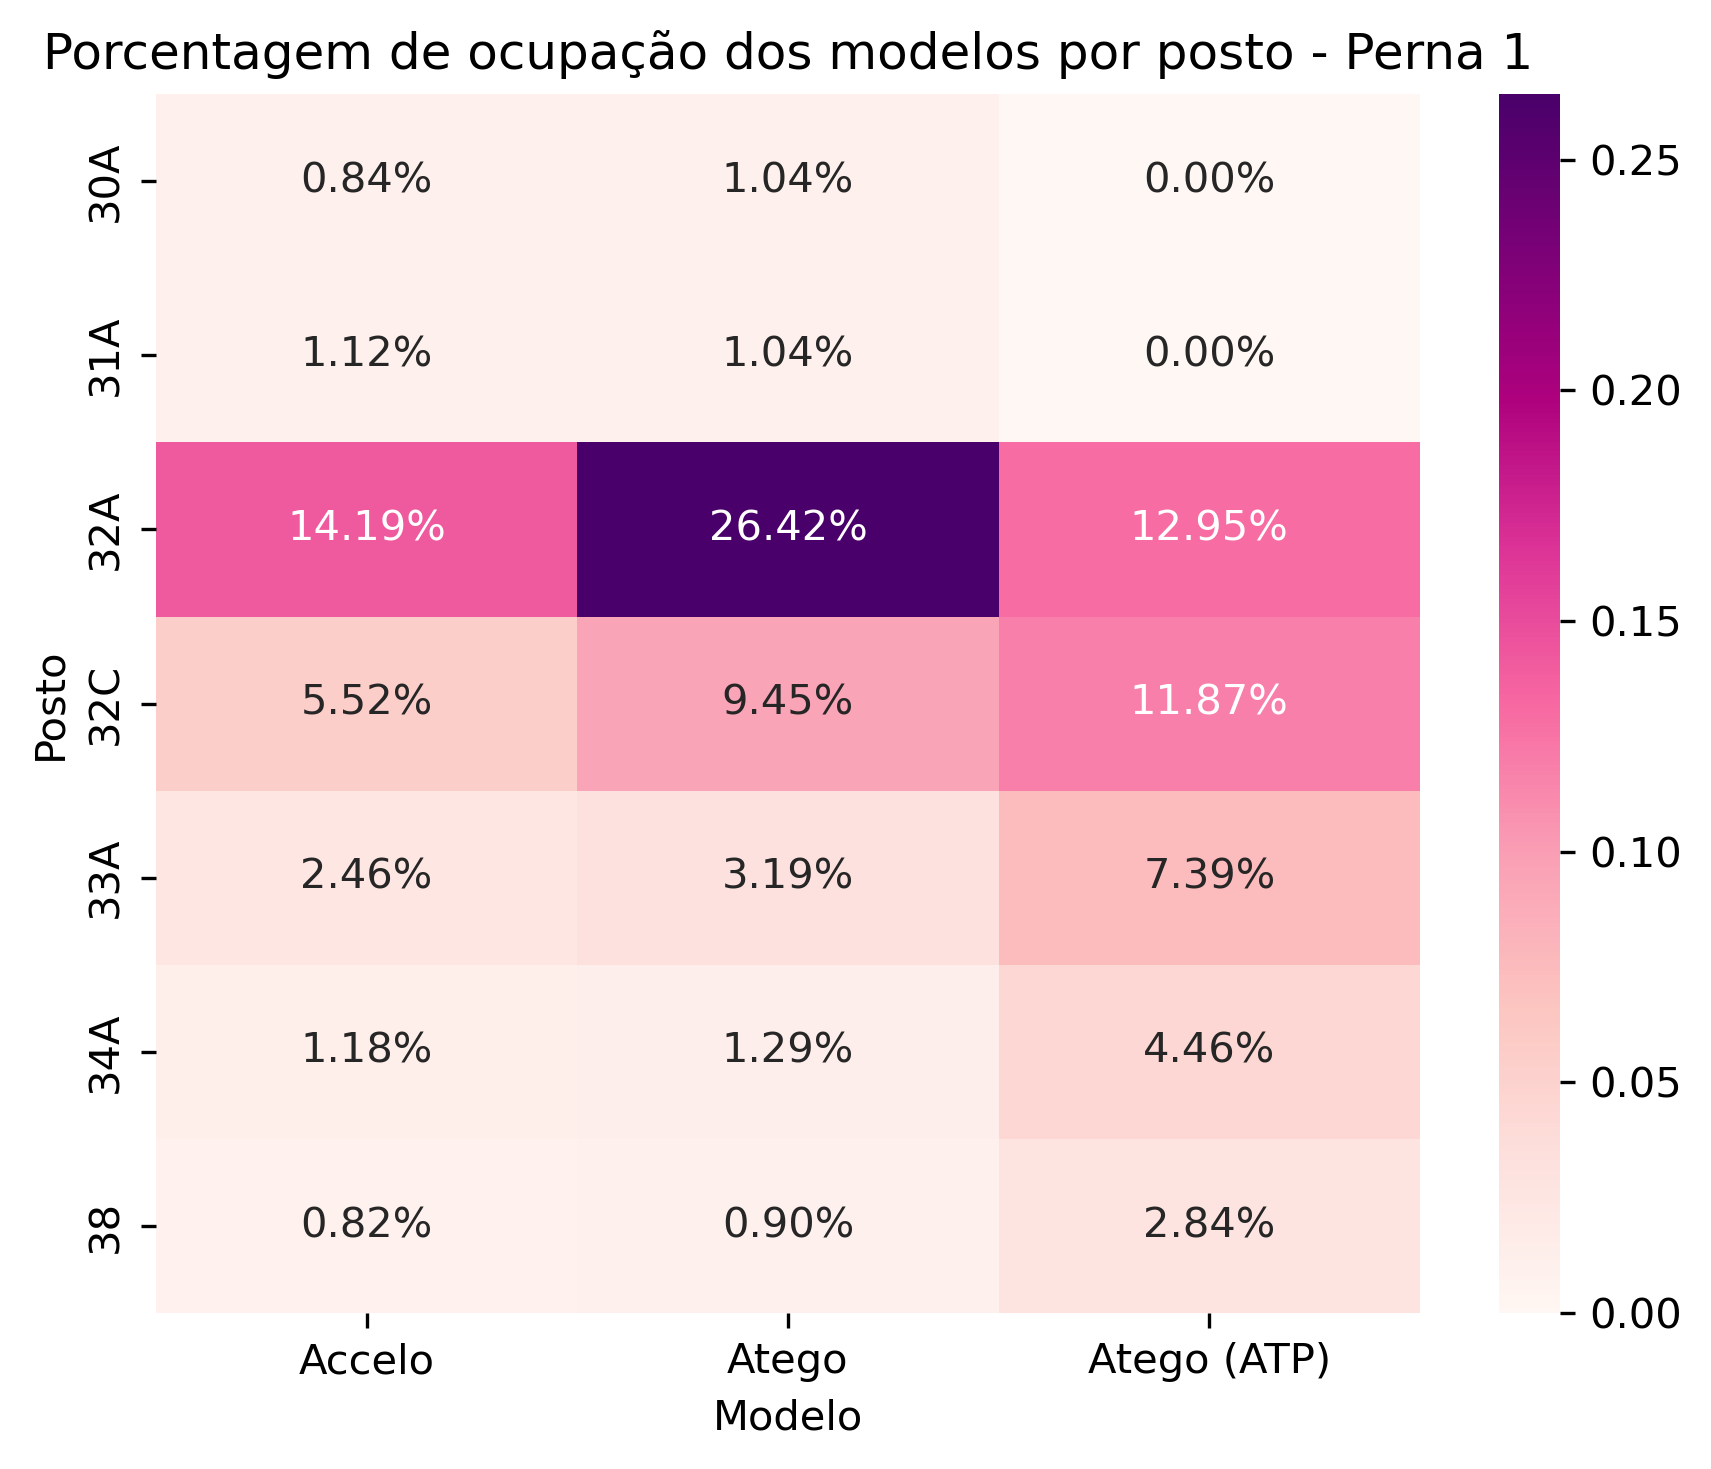 Porcentagem de ocupação dos modelos por posto - Perna 1
Posto
30A 0.84% 1.04% 0.00%
31A 1.12% 1.04% 0.00%
32A 14.19% 26.42% 12.95%
32C 5.52% 9.45% 11.87%
33A 2.46% 3.19% 7.39%
34A 1.18% 1.29% 4.46%
38 0.82% 0.90% 2.84%
Accelo Atego Atego (ATP)
Modelo
0.25
0.20
0.15
0.10
0.05
0.00